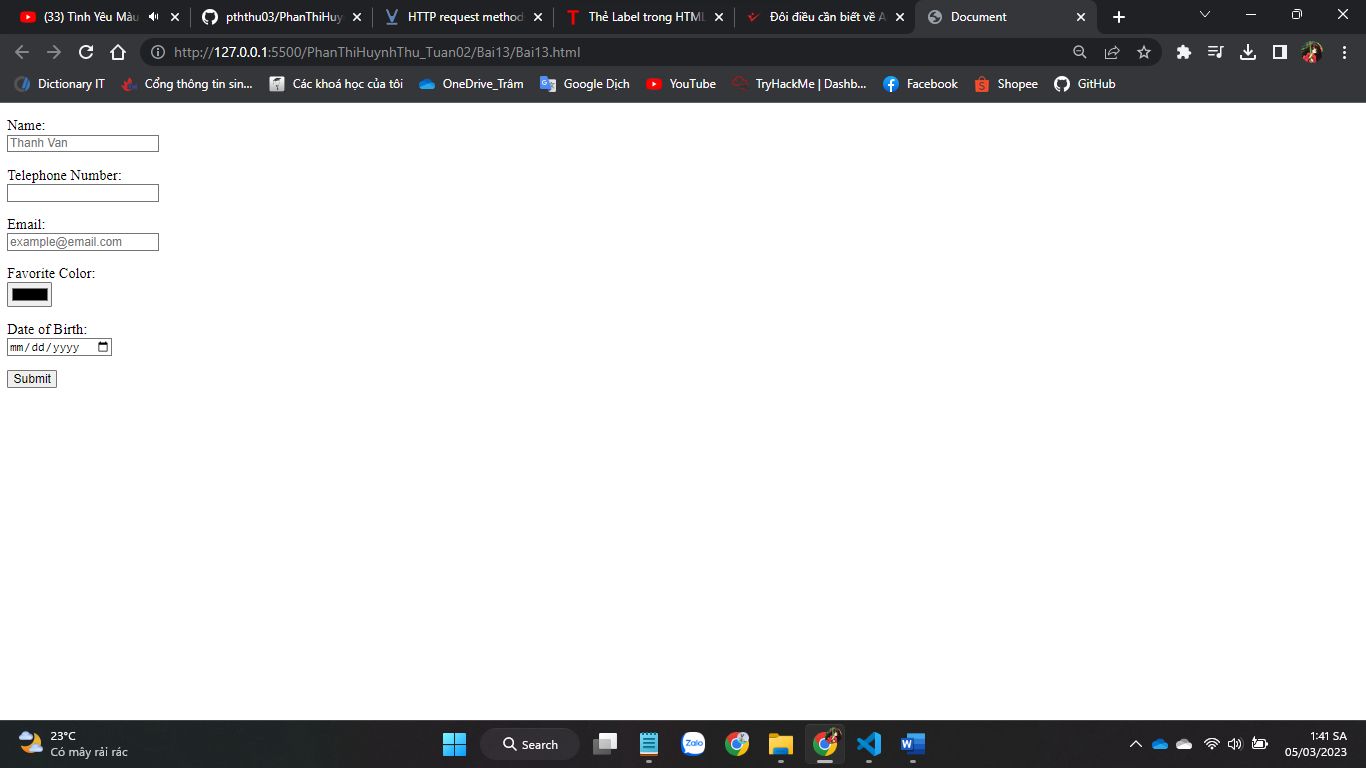 (33) Tình Yêu Màu
pththu03/PhanThiHuy
HTTP request method
Thẻ Label trong HTML
Đôi điều cần biết về A
Document
http://127.0.0.1:5500/PhanThiHuynhThu_Tuan02/Bai13/Bai13.html
Dictionary IT
Cổng thông tin sin...
Các khoá học của tôi
OneDrive_Trâm
Google Dịch
YouTube
TryHackMe | Dashb...
Facebook
Shopee
GitHub
Name:
Thanh Van
Telephone Number:
Email:
example@email.com
Favorite Color:
Date of Birth:
mm/dd/yyyy
Submit
23°C
Có mây rải rác
Search
Zalo
1:41 SA
05/03/2023